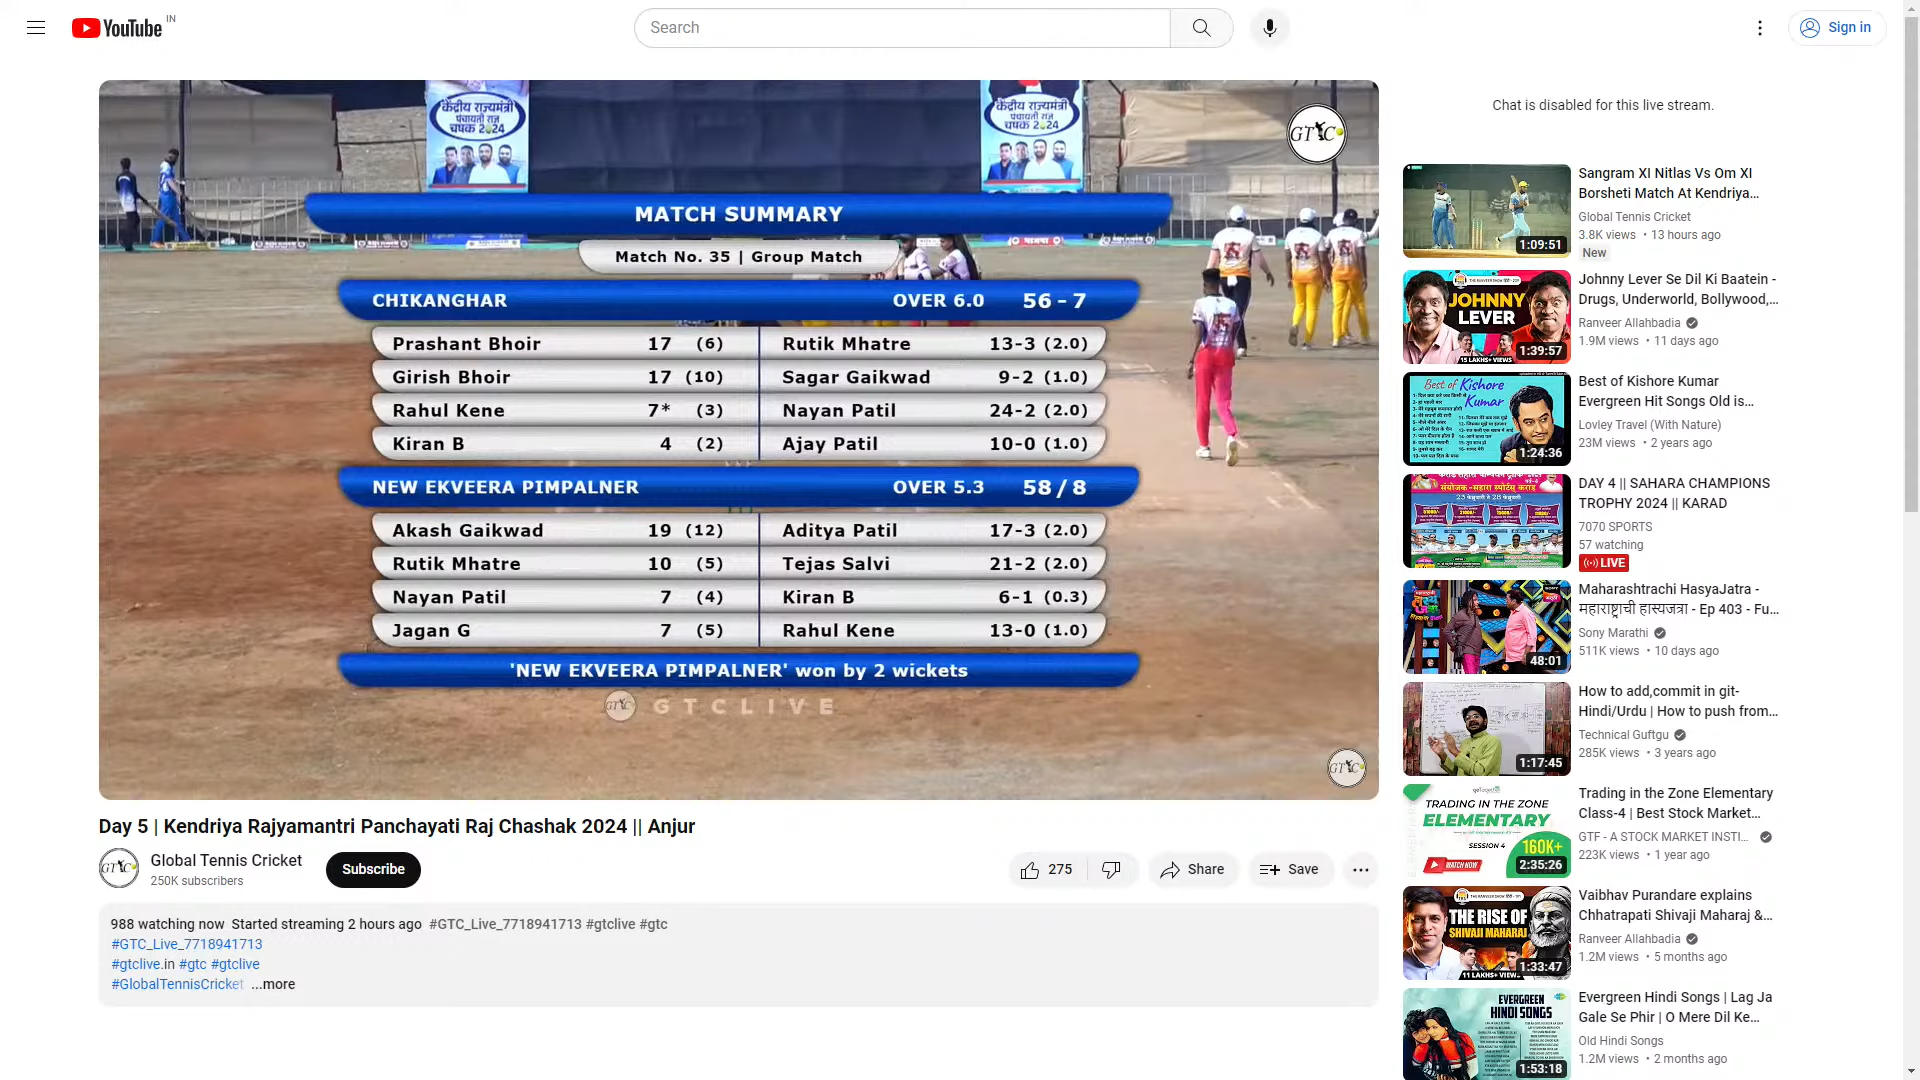 YouTube IN
Search
Sign in
केंद्रीय राज्यमंत्री
पंचायती राज
चषक 2024
केंद्रीय राज्यमंत्री
पंचायती राज
चषक 2024
GTC
MATCH SUMMARY
Match No. 35 | Group Match
CHIKANGHAR OVER 6.0 56 - 7
Prashant Bhoir 17 (6) Rutik Mhatre 13-3 (2.0)
Girish Bhoir 17 (10) Sagar Gaikwad 9-2 (1.0)
Rahul Kene 7* (3) Nayan Patil 24-2 (2.0)
Kiran B 4 (2) Ajay Patil 10-0 (1.0)
NEW EKVEERA PIMPALNER OVER 5.3 58 / 8
Akash Gaikwad 19 (12) Aditya Patil 17-3 (2.0)
Rutik Mhatre 10 (5) Tejas Salvi 21-2 (2.0)
Nayan Patil 7 (4) Kiran B 6-1 (0.3)
Jagan G 7 (5) Rahul Kene 13-0 (1.0)
'NEW EKVEERA PIMPALNER' won by 2 wickets
GTC GTCLIVE
GTC
Day 5 | Kendriya Rajyamantri Panchayati Raj Chashak 2024 || Anjur
GTC
Global Tennis Cricket
250K subscribers
Subscribe
275
Share
Save
988 watching now Started streaming 2 hours ago #GTC_Live_7718941713 #gtclive #gtc
#GTC_Live_7718941713
#gtclive.in #gtc #gtclive
#GlobalTennisCricket ...more
Chat is disabled for this live stream.
1:09:51
Sangram XI Nitlas Vs Om XI
Borsheti Match At Kendriya...
Global Tennis Cricket
3.8K views • 13 hours ago
New
JOHNNY
LEVER
15 LAKHS+ VIEWS
1:39:57
Johnny Lever Se Dil Ki Baatein -
Drugs, Underworld, Bollywood,...
Ranveer Allahbadia
1.9M views • 11 days ago
Best of Kishore
Kumar
1:24:36
Best of Kishore Kumar
Evergreen Hit Songs Old is...
Lovley Travel (With Nature)
23M views • 2 years ago
DAY 4 || SAHARA CHAMPIONS
TROPHY 2024 || KARAD
7070 SPORTS
57 watching
LIVE
48:01
Maharashtrachi HasyaJatra -
महाराष्ट्राची हास्यजत्रा - Ep 403 - Fu...
Sony Marathi
511K views • 10 days ago
1:17:45
How to add,commit in git-
Hindi/Urdu | How to push from...
Technical Guftgu
285K views • 3 years ago
TRADING IN THE ZONE
ELEMENTARY
SESSION 4
160K+
WATCH NOW
2:35:26
Trading in the Zone Elementary
Class-4 | Best Stock Market...
GTF - A STOCK MARKET INSTI...
223K views • 1 year ago
THE RISE OF
SHIVAJI MAHARAJ
11 LAKHS+ VIEWS
1:33:47
Vaibhav Purandare explains
Chhatrapati Shivaji Maharaj &...
Ranveer Allahbadia
1.2M views • 5 months ago
EVERGREEN
HINDI SONGS
1:53:18
Evergreen Hindi Songs | Lag Ja
Gale Se Phir | O Mere Dil Ke...
Old Hindi Songs
1.2M views • 2 months ago